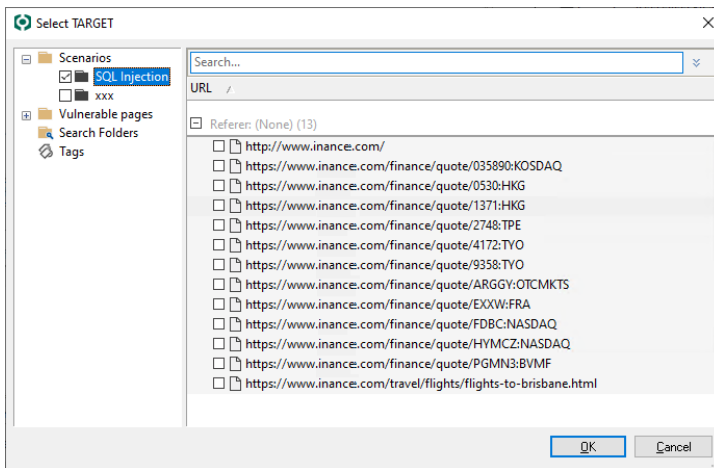 Select TARGET
Scenarios
SQL Injection
xxx
Vulnerable pages
Search Folders
Tags
Search...
URL
Referer: (None) (13)
http://www.inance.com/
https://www.inance.com/finance/quote/035890:KOSDAQ
https://www.inance.com/finance/quote/0530:HKG
https://www.inance.com/finance/quote/1371:HKG
https://www.inance.com/finance/quote/2748:TPE
https://www.inance.com/finance/quote/4172:TYO
https://www.inance.com/finance/quote/9358:TYO
https://www.inance.com/finance/quote/ARGGY:OTCMKTS
https://www.inance.com/finance/quote/EXXW:FRA
https://www.inance.com/finance/quote/FDBC:NASDAQ
https://www.inance.com/finance/quote/HYMCZ:NASDAQ
https://www.inance.com/finance/quote/PGMN3:BVMF
https://www.inance.com/travel/flights/flights-to-brisbane.html
OK
Cancel